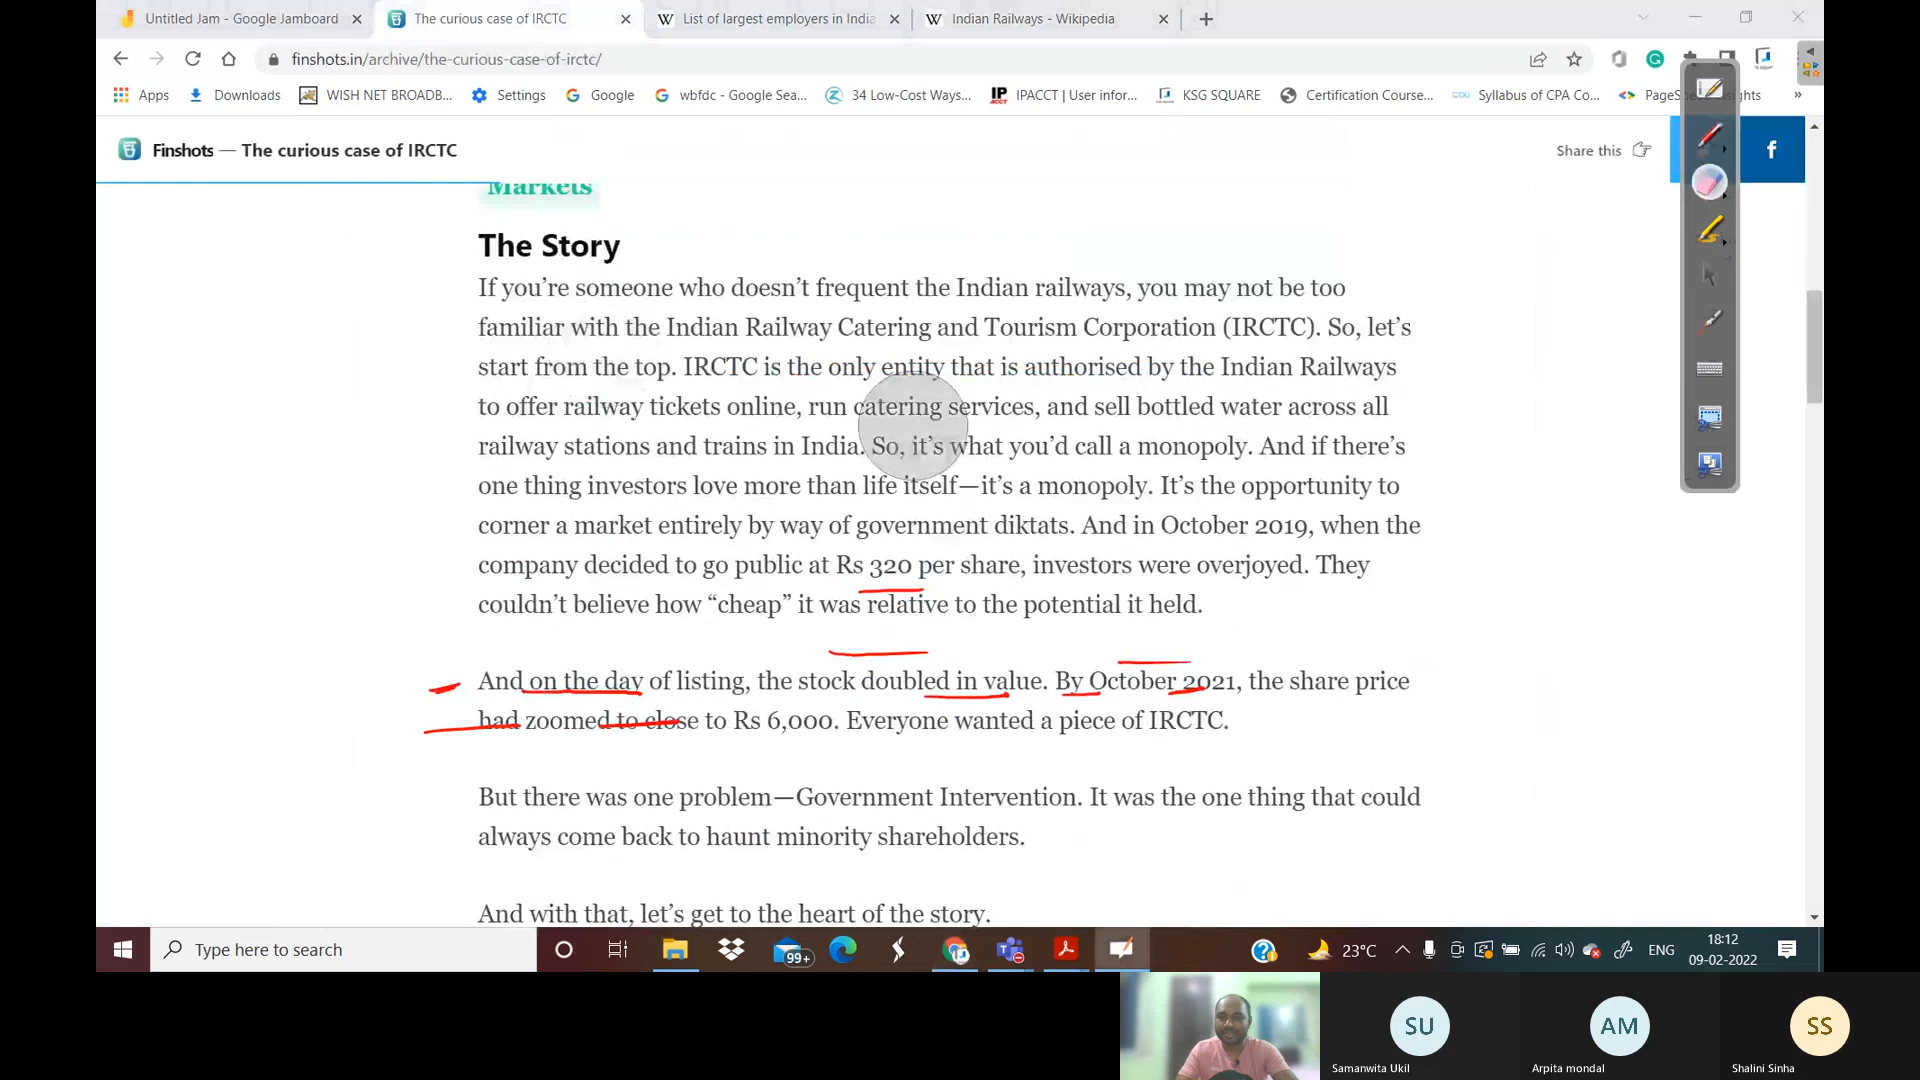 Untitled Jam - Google Jamboard
The curious case of IRCTC
List of largest employers in India
Indian Railways - Wikipedia
finshots.in/archive/the-curious-case-of-irctc/
Apps
Downloads
WISH NET BROADB...
Settings
Google
wbfdc - Google Sea...
34 Low-Cost Ways...
IPACCT | User infor...
KSG SQUARE
Certification Course...
Syllabus of CPA Co...
Finshots — The curious case of IRCTC
Share this
Markets
The Story
If you’re someone who doesn’t frequent the Indian railways, you may not be too
familiar with the Indian Railway Catering and Tourism Corporation (IRCTC). So, let’s
start from the top. IRCTC is the only entity that is authorised by the Indian Railways
to offer railway tickets online, run catering services, and sell bottled water across all
railway stations and trains in India. So, it’s what you’d call a monopoly. And if there’s
one thing investors love more than life itself—it’s a monopoly. It’s the opportunity to
corner a market entirely by way of government diktats. And in October 2019, when the
company decided to go public at Rs 320 per share, investors were overjoyed. They
couldn’t believe how “cheap” it was relative to the potential it held.
And on the day of listing, the stock doubled in value. By October 2021, the share price
had zoomed to close to Rs 6,000. Everyone wanted a piece of IRCTC.
But there was one problem—Government Intervention. It was the one thing that could
always come back to haunt minority shareholders.
And with that, let’s get to the heart of the story.
Type here to search
99+
23°C
ENG
18:12
09-02-2022
SU
AM
SS
Samanwita Ukil
Arpita mondal
Shalini Sinha